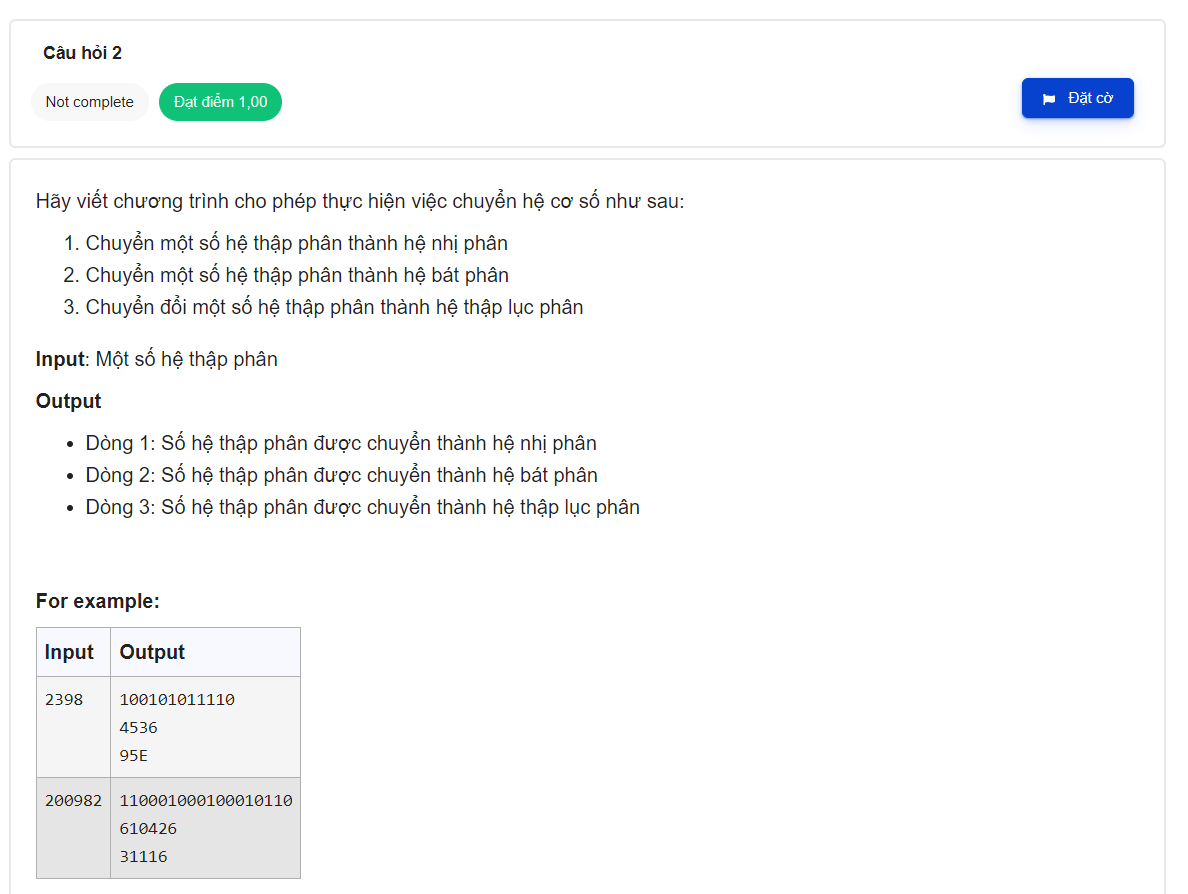 Câu hỏi 2
Not complete
Đạt điểm 1,00
Đặt cờ
Hãy viết chương trình cho phép thực hiện việc chuyển hệ cơ số như sau:
1. Chuyển một số hệ thập phân thành hệ nhị phân
2. Chuyển một số hệ thập phân thành hệ bát phân
3. Chuyển đổi một số hệ thập phân thành hệ thập lục phân
Input: Một số hệ thập phân
Output
• Dòng 1: Số hệ thập phân được chuyển thành hệ nhị phân
• Dòng 2: Số hệ thập phân được chuyển thành hệ bát phân
• Dòng 3: Số hệ thập phân được chuyển thành hệ thập lục phân
For example:
Input Output
2398 100101011110
4536
95E
200982 110001000100010110
610426
31116